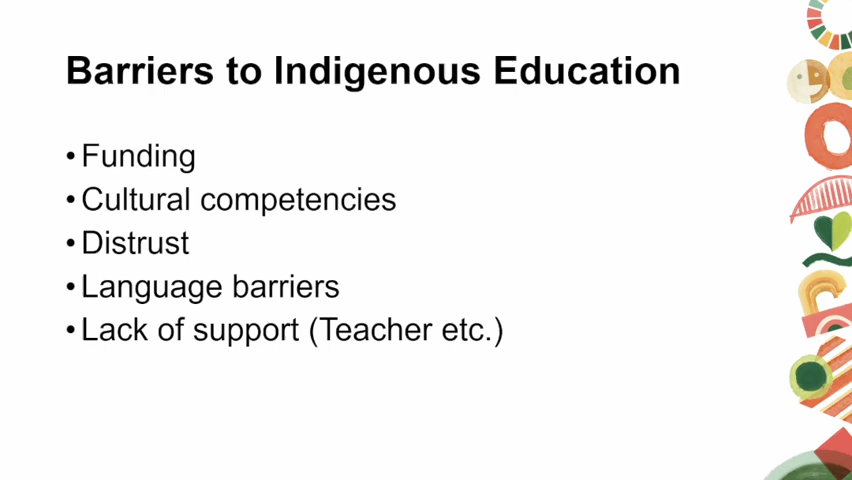 Barriers to Indigenous Education
• Funding
• Cultural competencies
• Distrust
• Language barriers
• Lack of support (Teacher etc.)